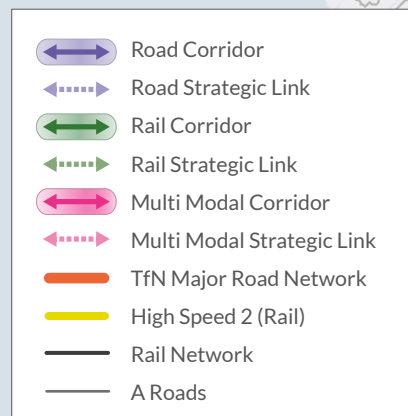 Road Corridor
Road Strategic Link
Rail Corridor
Rail Strategic Link
Multi Modal Corridor
Multi Modal Strategic Link
TfN Major Road Network
High Speed 2 (Rail)
Rail Network
A Roads